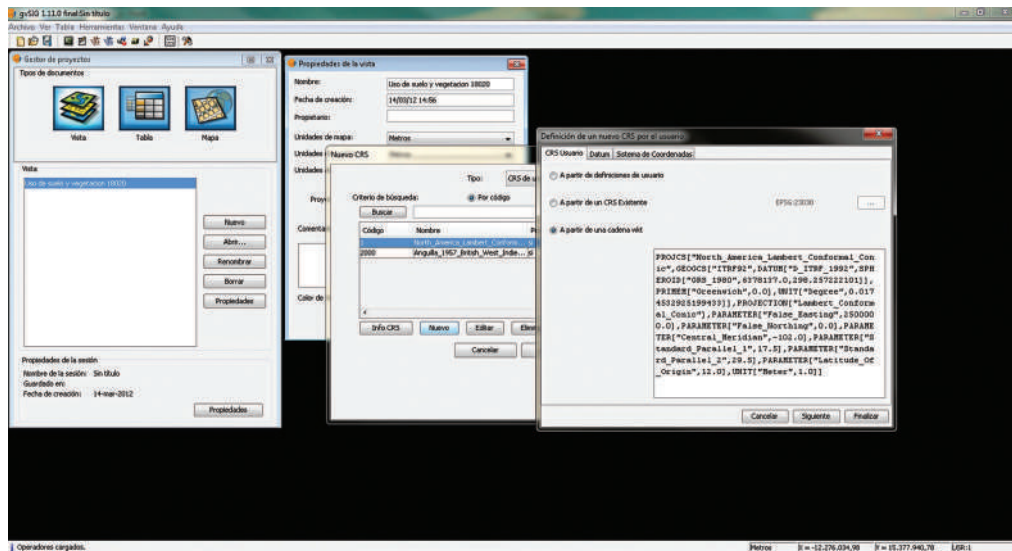 gvSIG 1.11.0 final:Sin título
Archivo Ver Tabla Herramientas Ventana Ayuda
Gestor de proyectos
Tipos de documentos
Vista
Tabla
Mapa
Vista
Uso de suelo y vegetacion
Nuevo
Abrir...
Renombrar
Borrar
Propiedades
Propiedades de la sesión
Nombre de la sesión: Sin título
Guardado en:
Fecha de creación: 14-mar-2012
Propiedades
Propiedades de la vista
Nombre:
Uso de suelo y vegetacion
Fecha de creación:
14/03/12 14:56
Propietario:
Unidades de mapa:
Metros
Unidades
Unidades
Proy
Comenta
Color de
Nuevo CRS
Tipo:
CRS de u
Criterio de búsqueda:
Por código
Buscar
Código
Nombre
1
North_America_Lambert_Conform...
2000
Anguilla_1957_British_West_Indie...
Info CRS
Nuevo
Editar
Cancelar
Definición de un nuevo CRS por el usuario
CRS Usuario
Datum
Sistema de Coordenadas
A partir de definiciones de usuario
A partir de un CRS Existente
EPSG:23030
...
A partir de una cadena wkt
PROJCS["North_America_Lambert_Conformal_Con
ic",GEOGCS["ITRF92",DATUM["D_ITRF_1992",SPH
EROID["GRS_1980",6378137.0,298.257222101]],
PRIMEM["Greenwich",0.0],UNIT["Degree",0.017
4532925199433]],PROJECTION["Lambert_Conform
al_Conic"],PARAMETER["False_Easting",250000
0.0],PARAMETER["False_Northing",0.0],PARAME
TER["Central_Meridian",-102.0],PARAMETER["S
tandard_Parallel_1",17.5],PARAMETER["Standa
rd_Parallel_2",29.5],PARAMETER["Latitude_Of
_Origin",12.0],UNIT["Meter",1.0]]
Cancelar
Siguiente
Finalizar
Operadores cargados.
Metros
X = -12.276.034,98
Y = 15.377.940,78